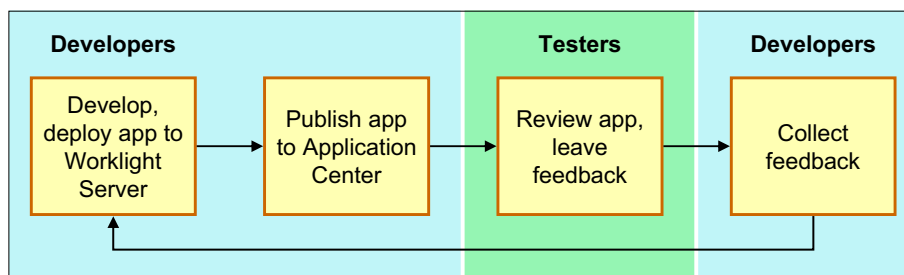 Developers
Testers
Developers
Develop,
deploy app to
Worklight
Server
Publish app
to Application
Center
Review app,
leave
feedback
Collect
feedback